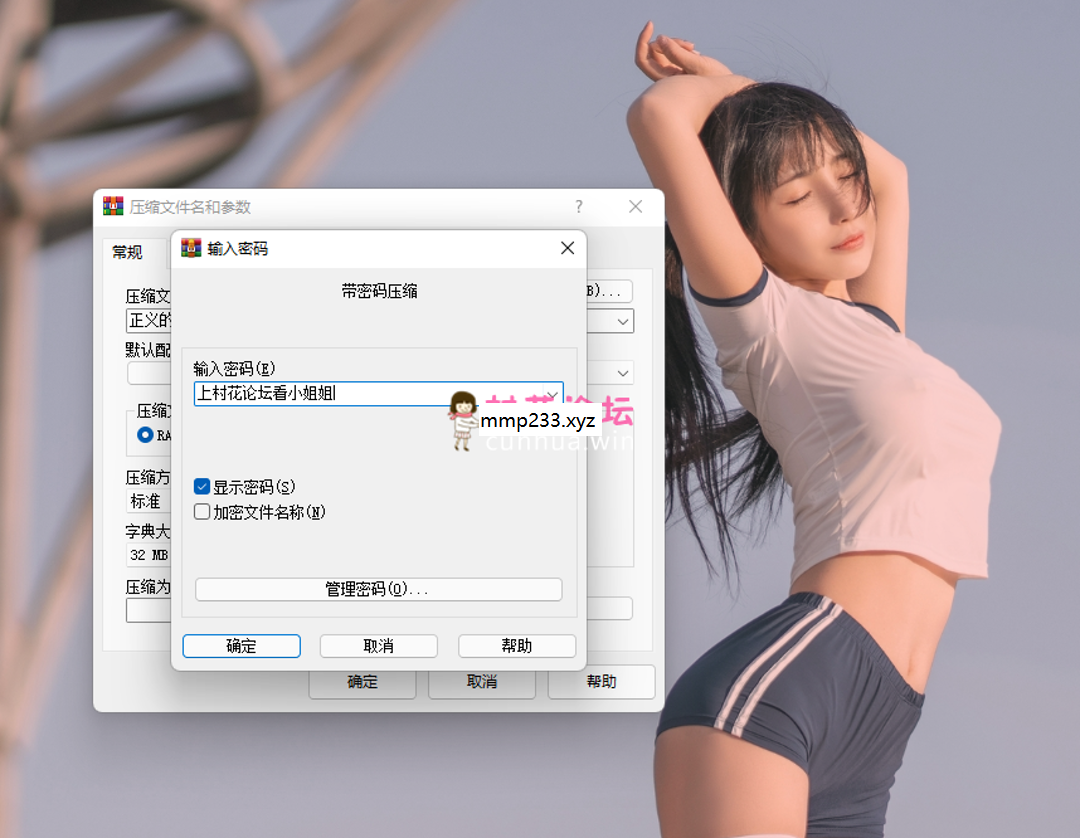 压缩文件名和参数
?
输入密码
常规
带密码压缩
压缩文
B)...
正义的
默认配
输入密码(E)
上村花论坛看小姐姐
压缩文
RA
mmp233.xyz
cunhua.win
压缩方
显示密码(S)
标准
加密文件名称(N)
字典大
32 MB
压缩为
管理密码(O)...
确定
取消
帮助
确定
取消
帮助